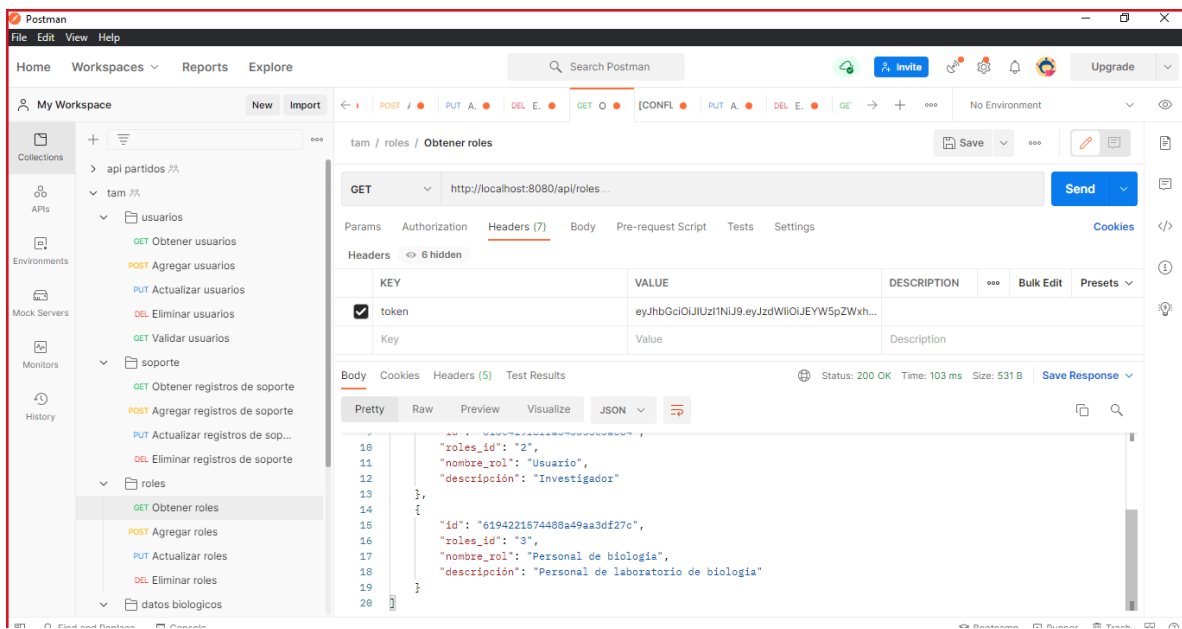 Postman
File Edit View Help
Home Workspaces Reports Explore
Search Postman
Invite
Upgrade
My Workspace
New Import
POST
PUT A.
DEL E.
GET O
[CONFL
PUT A.
DEL E.
No Environment
Collections
APIs
Environments
Mock Servers
Monitors
History
api partidos
tam
usuarios
GET Obtener usuarios
POST Agregar usuarios
PUT Actualizar usuarios
DEL Eliminar usuarios
GET Validar usuarios
soporte
GET Obtener registros de soporte
POST Agregar registros de soporte
PUT Actualizar registros de sop...
DEL Eliminar registros de soporte
roles
GET Obtener roles
POST Agregar roles
PUT Actualizar roles
DEL Eliminar roles
datos biologicos
tam / roles / Obtener roles
Save
GET http://localhost:8080/api/roles ...
Send
Params Authorization Headers (7) Body Pre-request Script Tests Settings
Cookies
Headers 6 hidden
KEY VALUE DESCRIPTION Bulk Edit Presets
token eyJhbGciOiJIUzI1NiJ9.eyJzdWIiOiJEYW5pZWxh...
Key Value Description
Body Cookies Headers (5) Test Results
Status: 200 OK Time: 103 ms Size: 531 B Save Response
Pretty Raw Preview Visualize JSON
10 "roles_id": "2",
11 "nombre_rol": "Usuario",
12 "descripción": "Investigador"
13 },
14 {
15 "id": "6194221574488a49aa3df27c",
16 "roles_id": "3",
17 "nombre_rol": "Personal de biologia",
18 "descripción": "Personal de laboratorio de biologia"
19 }
20 ]
Find and Replace Console
Bootcamp Runner Trash